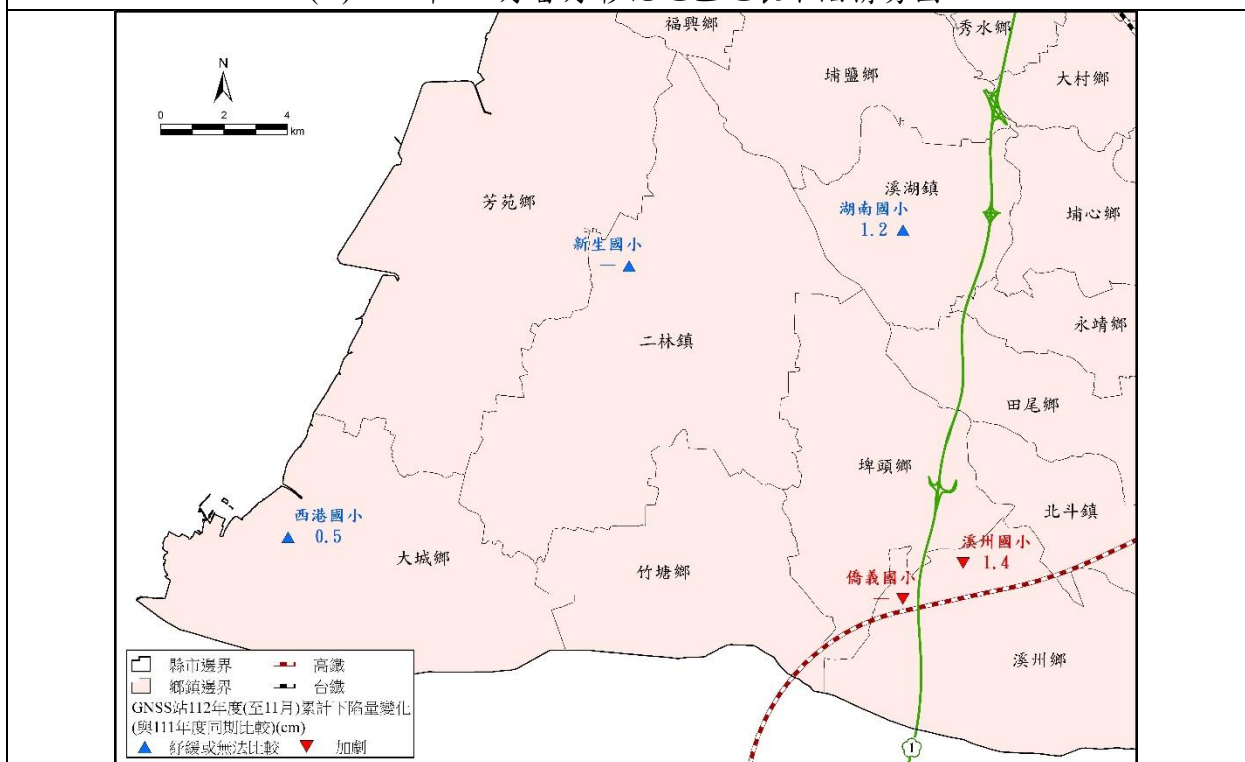 福興鄉
秀水鄉
埔鹽鄉
大村鄉
N
0 2 4
km
芳苑鄉
溪湖鎮
湖南國小
1.2
埔心鄉
新生國小
—
二林鎮
永靖鄉
田尾鄉
埤頭鄉
北斗鎮
西港國小
0.5
大城鄉
竹塘鄉
溪州國小
1.4
僑義國小
—
溪州鄉
縣市邊界 高鐵
鄉鎮邊界 台鐵
GNSS站112年度(至11月)累計下陷量變化
(與111年度同期比較)(cm)
紓緩或無法比較 加劇
1